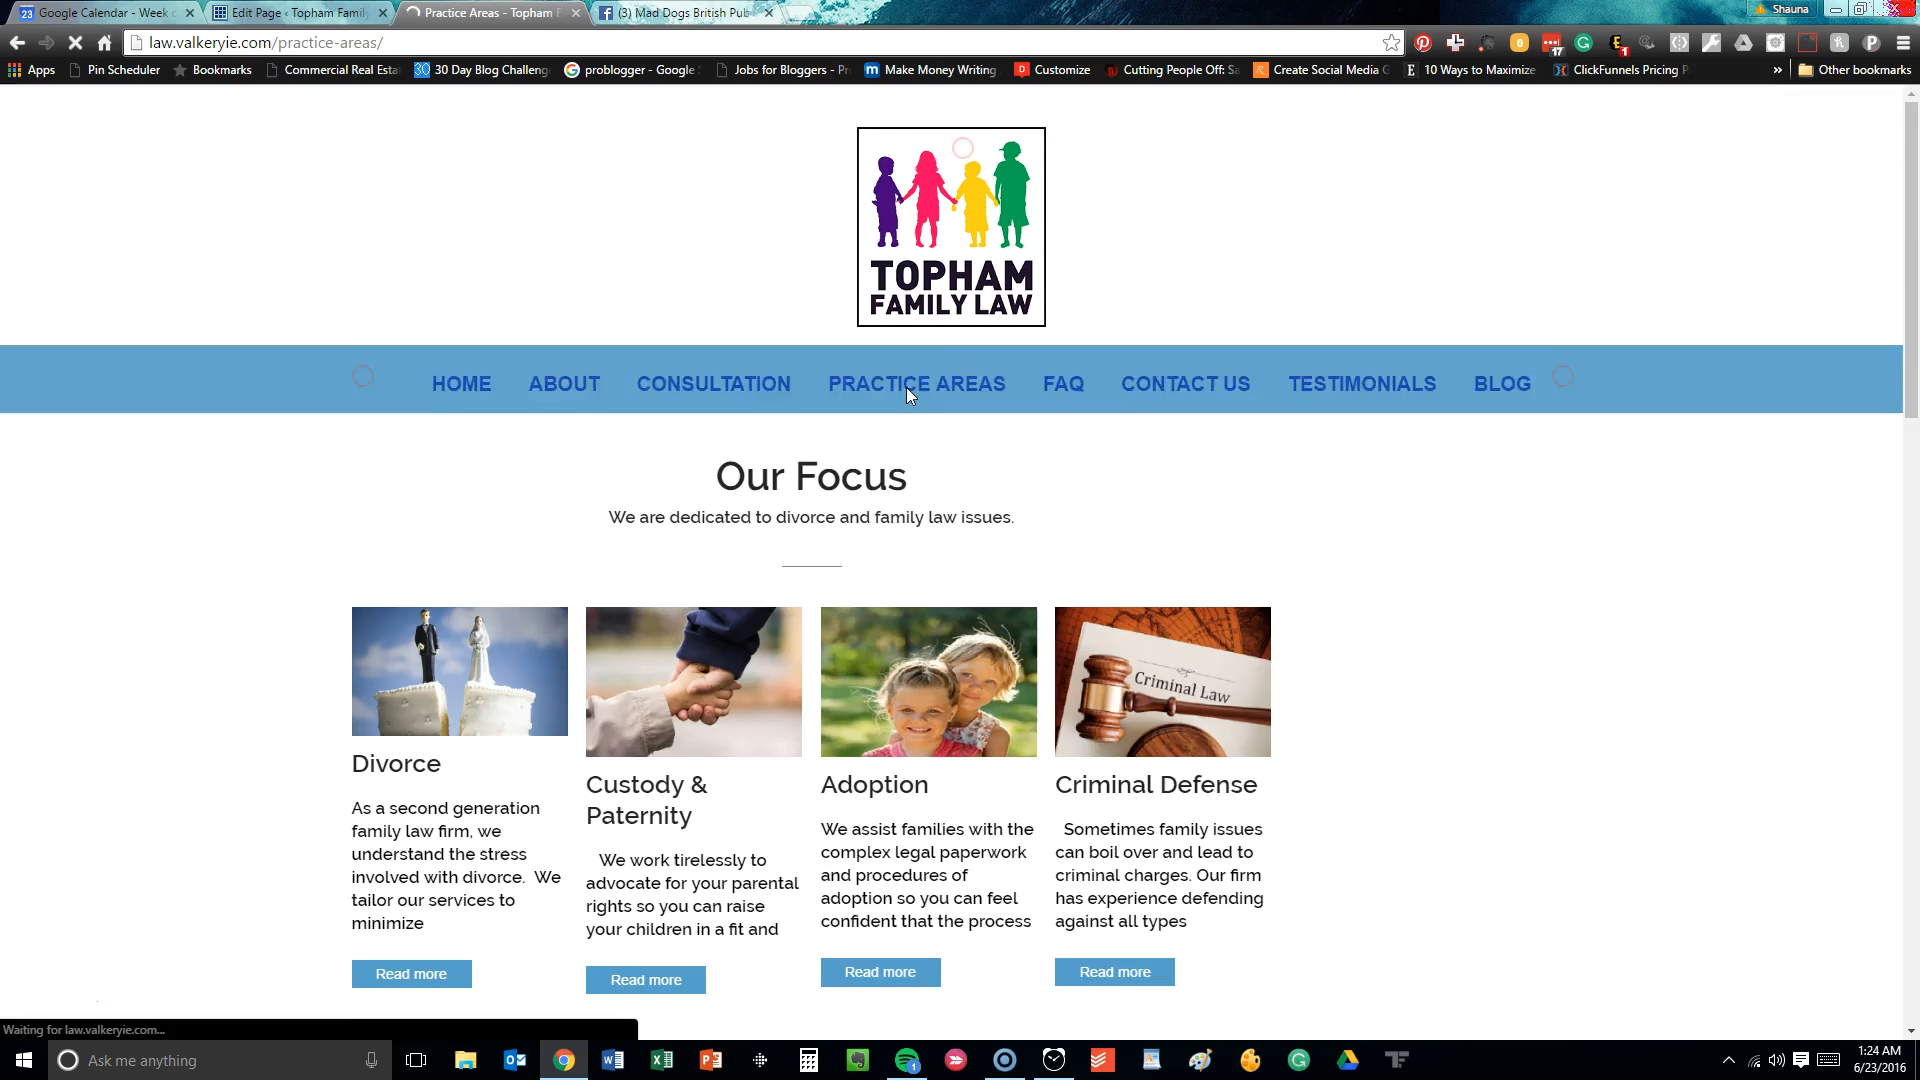 Google Calendar - Week
Edit Page ‹ Topham Family
Practice Areas - Topham
(3) Mad Dogs British Pub
Shauna
law.valkeryie.com/practice-areas/
17
1
Apps
Pin Scheduler
Bookmarks
Commercial Real Esta
30 Day Blog Challeng
problogger - Google
Jobs for Bloggers - Pr
Make Money Writing
Customize
Cutting People Off: Sa
Create Social Media G
10 Ways to Maximize
ClickFunnels Pricing P
»
Other bookmarks
TOPHAM
FAMILY LAW
HOME
ABOUT
CONSULTATION
PRACTICE AREAS
FAQ
CONTACT US
TESTIMONIALS
BLOG
Our Focus
We are dedicated to divorce and family law issues.
Criminal Law
Divorce
As a second generation
family law firm, we
understand the stress
involved with divorce. We
tailor our services to
minimize
Read more
Custody &
Paternity
We work tirelessly to
advocate for your parental
rights so you can raise
your children in a fit and
Read more
Adoption
We assist families with the
complex legal paperwork
and procedures of
adoption so you can feel
confident that the process
Read more
Criminal Defense
Sometimes family issues
can boil over and lead to
criminal charges. Our firm
has experience defending
against all types
Read more
Waiting for law.valkeryie.com...
Ask me anything
1:24 AM
6/23/2016